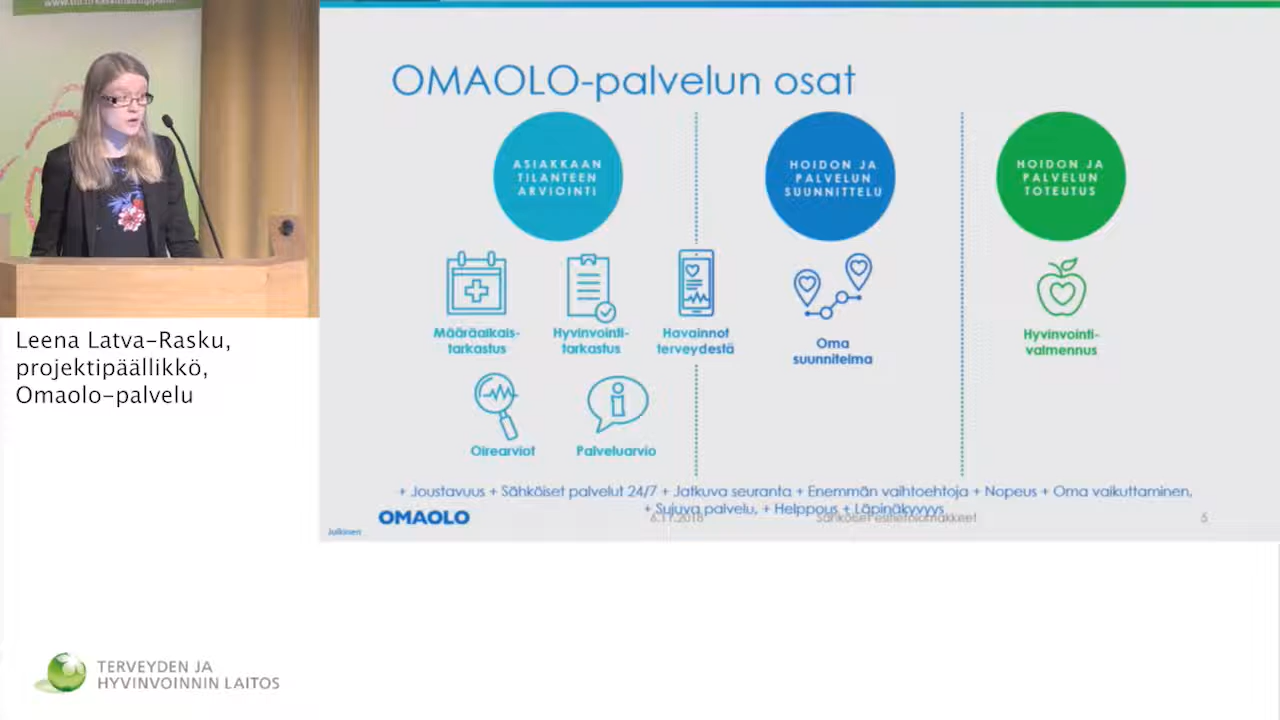 OMAOLO-palvelun osat
ASIAKKAAN
TILANTEEN
ARVIOINTI
HOIDON JA
PALVELUN
SUUNNITTELU
HOIDON JA
PALVELUN
TOTEUTUS
Määräaikais-
tarkastus
Hyvinvointi-
tarkastus
Havainnot
terveydestä
Oma
suunnitelma
Hyvinvointi-
valmennus
Oirearviot
Palveluarvio
+ Joustavuus + Sähköiset palvelut 24/7 + Jatkuva seuranta + Enemmän vaihtoehtoja + Nopeus + Oma vaikuttaminen,
+ Sujuva palvelu, + Helppous + Läpinäkyvyys
OMAOLO
6.11.2018
Sähköiset esitietolomakkeet
5
Julkinen
Leena Latva-Rasku,
projektipäällikkö,
Omaolo-palvelu
TERVEYDEN JA
HYVINVOINNIN LAITOS